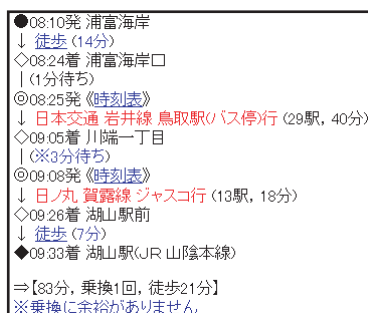 ●08:10発 浦富海岸
↓ 徒歩 (14分)
◇08:24着 浦富海岸口
｜(1分待ち)
◎08:25発 《時刻表》
↓ 日本交通 岩井線 鳥取駅(バス停)行 (29駅, 40分)
◇09:05着 川端一丁目
｜(※3分待ち)
◎09:08発 《時刻表》
↓ 日ノ丸 賀露線 ジャスコ行 (13駅, 18分)
◇09:26着 湖山駅前
↓ 徒歩 (7分)
◆09:33着 湖山駅(JR 山陰本線)
⇒【83分, 乗換1回, 徒歩21分】
※乗換に余裕がありません